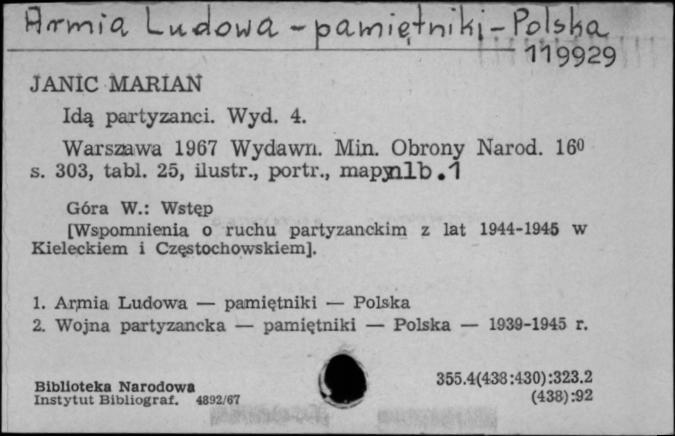 Armia Ludowa - pamiętniki - Polska
119929
JANIC MARIAN
Idą partyzanci. Wyd. 4.
Warszawa 1967 Wydawn. Min. Obrony Narod. 16⁰
s. 303, tabl. 25, ilustr., portr., mapy nlb.1
Góra W.: Wstęp
[Wspomnienia o ruchu partyzanckim z lat 1944-1945 w
Kieleckiem i Częstochowskiem].
1. Armia Ludowa — pamiętniki — Polska
2. Wojna partyzancka — pamiętniki — Polska — 1939-1945 r.
355.4(438:430):323.2
(438):92
Biblioteka Narodowa
Instytut Bibliograf. 4892/67